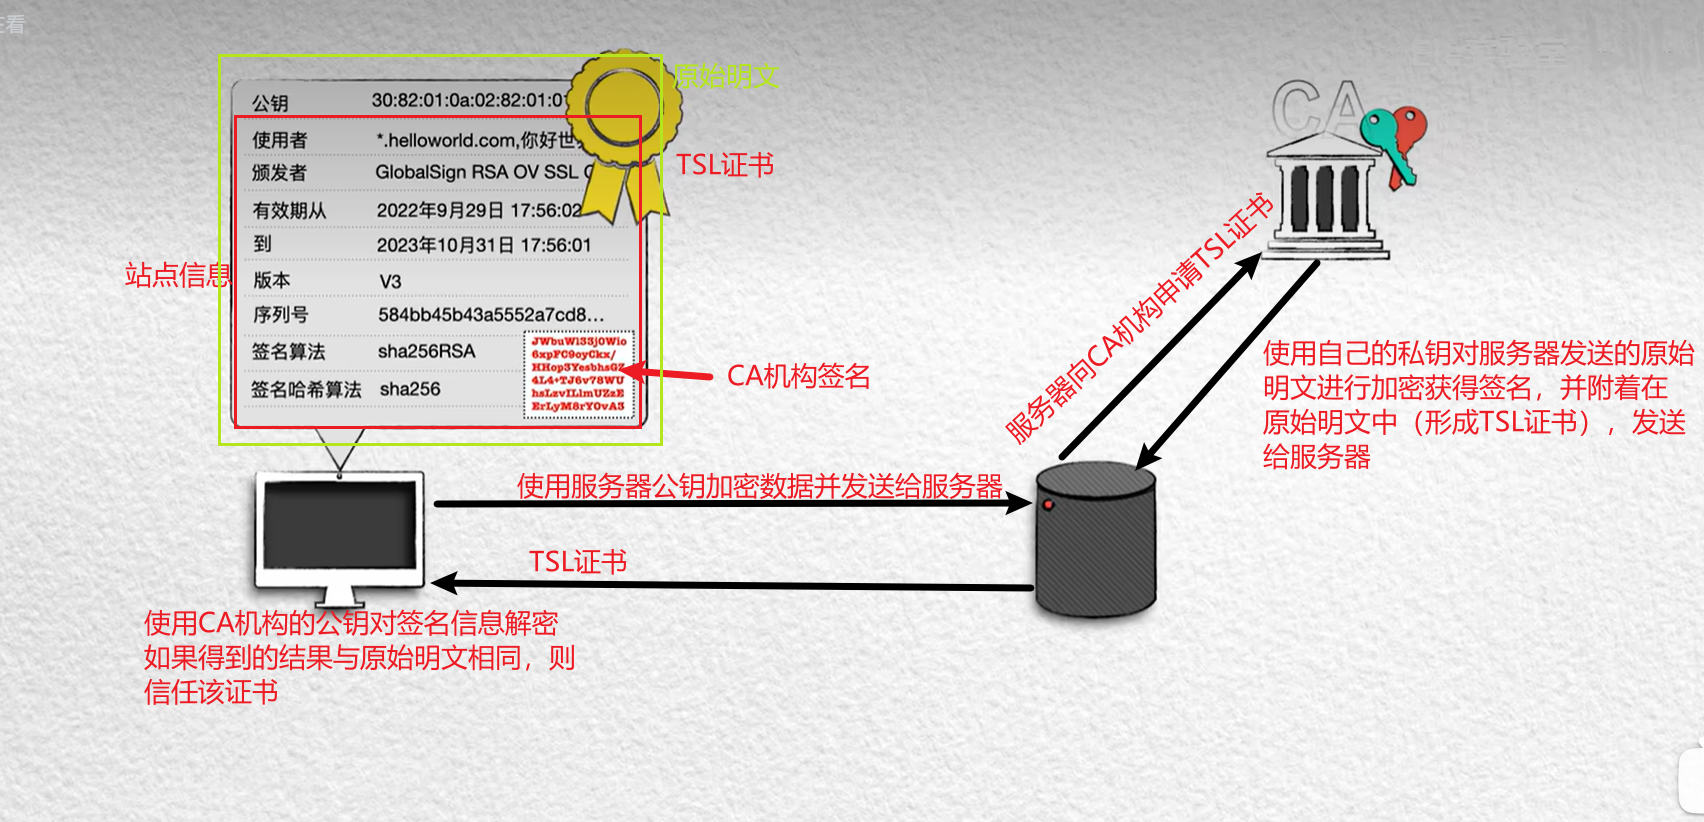 在看
原始明文
公钥 30:82:01:0a:02:82:01:0
使用者 *.helloworld.com,你好世
TSL证书
颁发者 GlobalSign RSA OV SSL C
有效期从 2022年9月29日 17:56:02
到 2023年10月31日 17:56:01
站点信息
版本 V3
序列号 584bb45b43a5552a7cd8...
签名算法 sha256RSA
签名哈希算法 sha256
JWbuWl33j0Wio
6xpFC9oyCkx/
HHop3YesbhsGZ
4L4+TJ6v78WU
hsLzvILlmUZzE
ErLyM8rY0vA3
CA机构签名
CA
服务器向CA机构申请TSL证书
使用自己的私钥对服务器发送的原始
明文进行加密获得签名，并附着在
原始明文中（形成TSL证书），发送
给服务器
使用服务器公钥加密数据并发送给服务器
TSL证书
使用CA机构的公钥对签名信息解密
如果得到的结果与原始明文相同，则
信任该证书